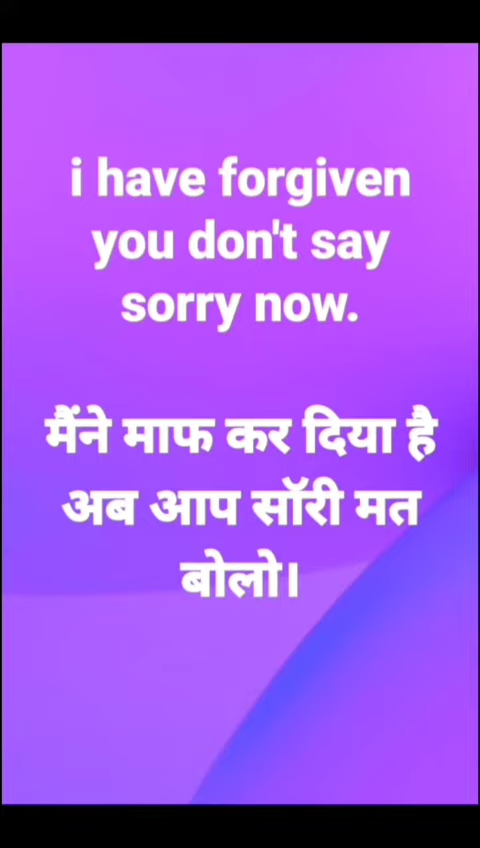 i have forgiven
you don't say
sorry now.
मैंने माफ कर दिया है
अब आप सॉरी मत
बोलो।